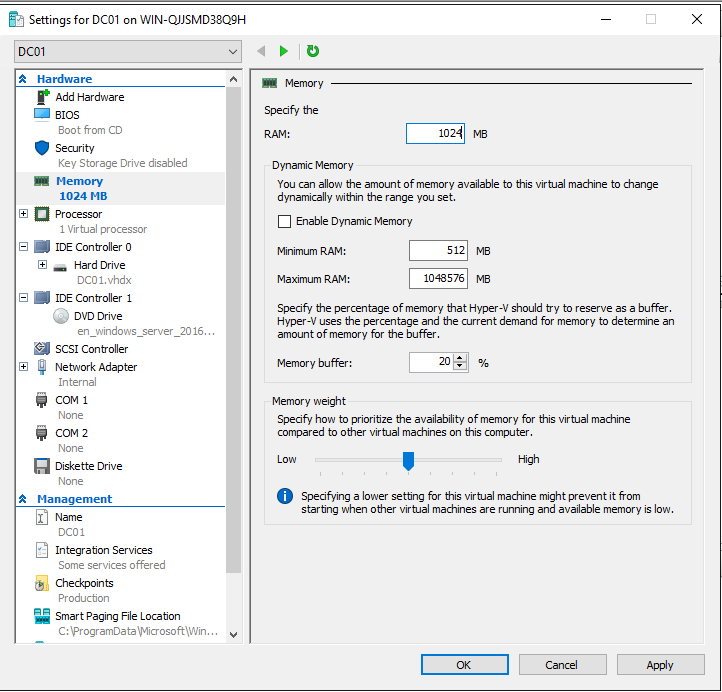 Settings for DC01 on WIN-QJJSMD38Q9H
DC01
Hardware
Add Hardware
BIOS
Boot from CD
Security
Key Storage Drive disabled
Memory
1024 MB
Processor
1 Virtual processor
IDE Controller 0
Hard Drive
DC01.vhdx
IDE Controller 1
DVD Drive
en_windows_server_2016...
SCSI Controller
Network Adapter
Internal
COM 1
None
COM 2
None
Diskette Drive
None
Management
Name
DC01
Integration Services
Some services offered
Checkpoints
Production
Smart Paging File Location
C:\ProgramData\Microsoft\Win...
Memory
Specify the
RAM: 1024 MB
Dynamic Memory
You can allow the amount of memory available to this virtual machine to change
dynamically within the range you set.
Enable Dynamic Memory
Minimum RAM: 512 MB
Maximum RAM: 1048576 MB
Specify the percentage of memory that Hyper-V should try to reserve as a buffer.
Hyper-V uses the percentage and the current demand for memory to determine an
amount of memory for the buffer.
Memory buffer: 20 %
Memory weight
Specify how to prioritize the availability of memory for this virtual machine
compared to other virtual machines on this computer.
Low High
Specifying a lower setting for this virtual machine might prevent it from
starting when other virtual machines are running and available memory is low.
OK Cancel Apply